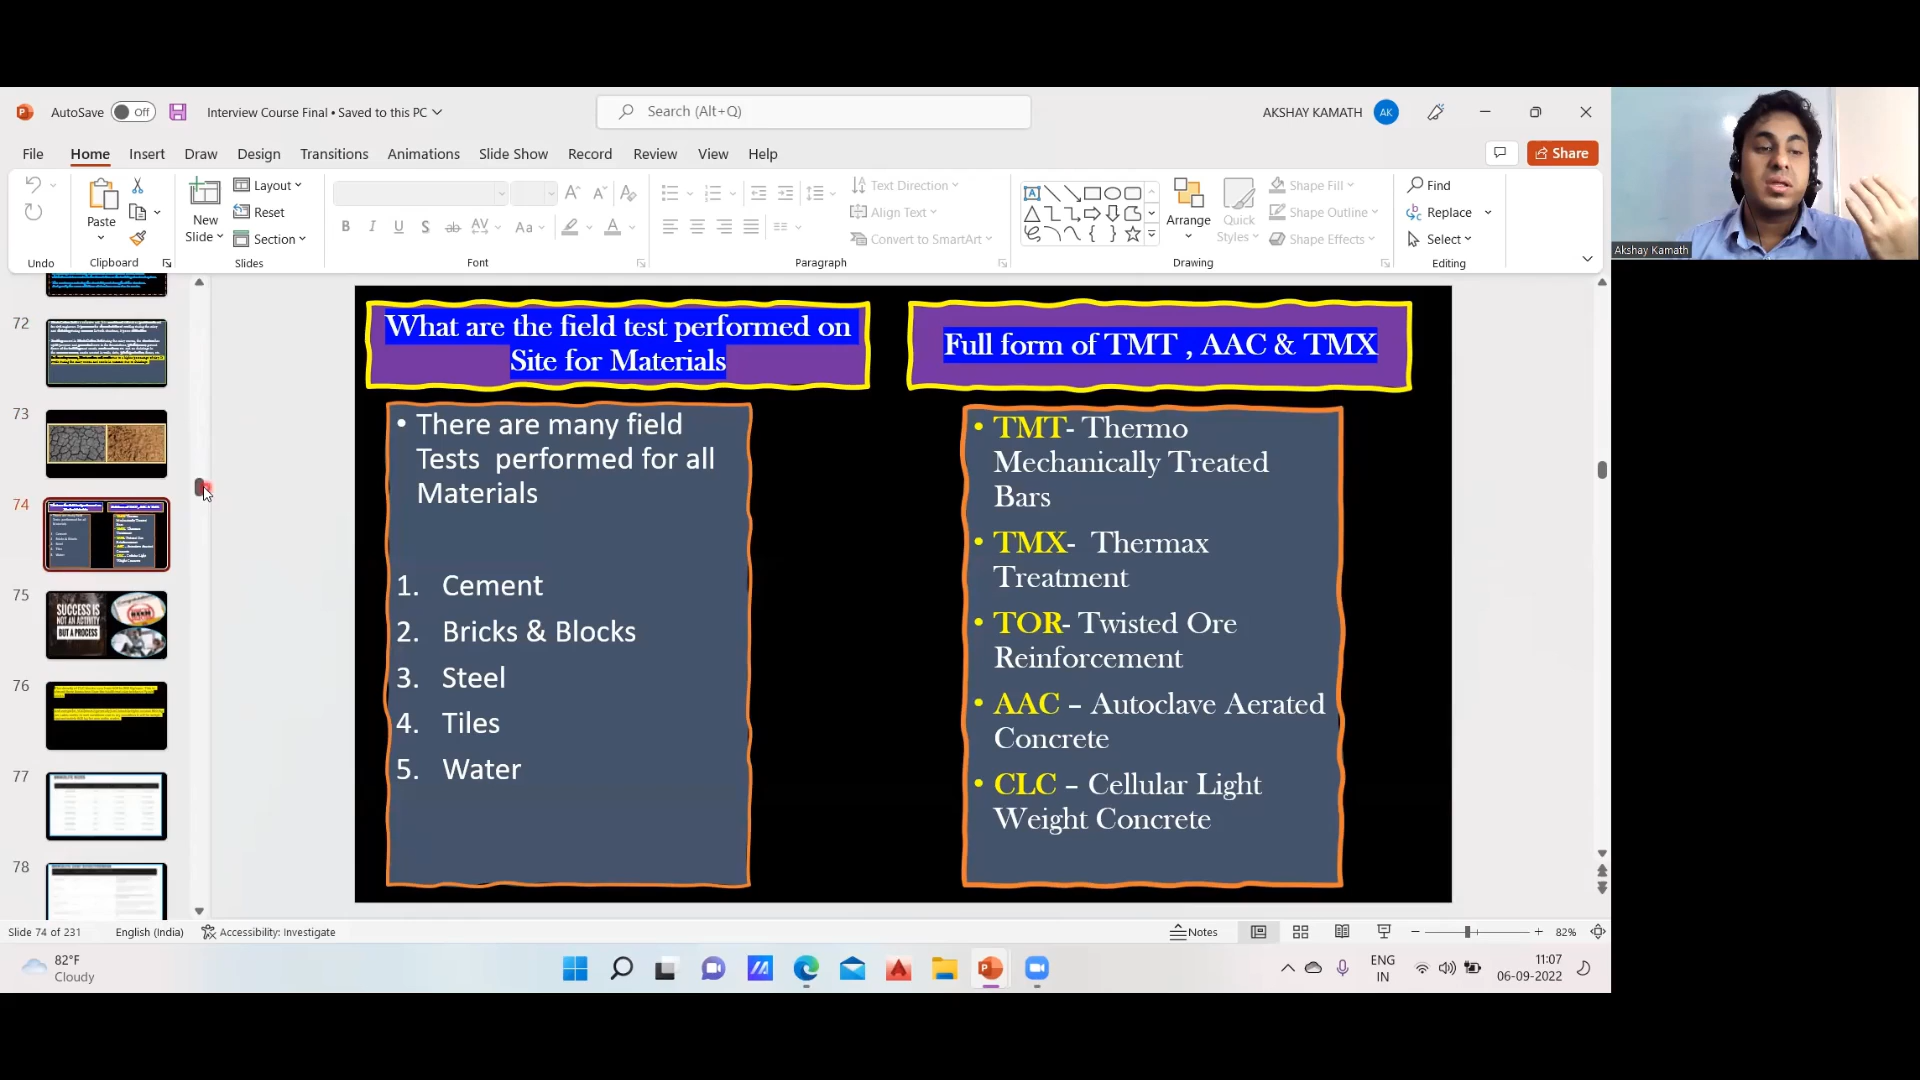 AutoSave Off Interview Course Final • Saved to this PC Search (Alt+Q) AKSHAY KAMATH AK
File Home Insert Draw Design Transitions Animations Slide Show Record Review View Help Share
Undo
Paste
Clipboard
New Slide
Layout
Reset
Section
Slides
Font
Text Direction
Align Text
Convert to SmartArt
Paragraph
Arrange
Quick Styles
Shape Fill
Shape Outline
Shape Effects
Drawing
Find
Replace
Select
Editing
Akshay Kamath
72
73
74
75
SUCCESS IS
NOT AN ACTIVITY
BUT A PROCESS
76
77
78
What are the field test performed on
Site for Materials
• There are many field
Tests performed for all
Materials
1. Cement
2. Bricks & Blocks
3. Steel
4. Tiles
5. Water
Full form of TMT , AAC & TMX
• TMT- Thermo
Mechanically Treated
Bars
• TMX- Thermax
Treatment
• TOR- Twisted Ore
Reinforcement
• AAC – Autoclave Aerated
Concrete
• CLC – Cellular Light
Weight Concrete
Slide 74 of 231 English (India) Accessibility: Investigate Notes 82%
82°F
Cloudy
ENG
IN
11:07
06-09-2022